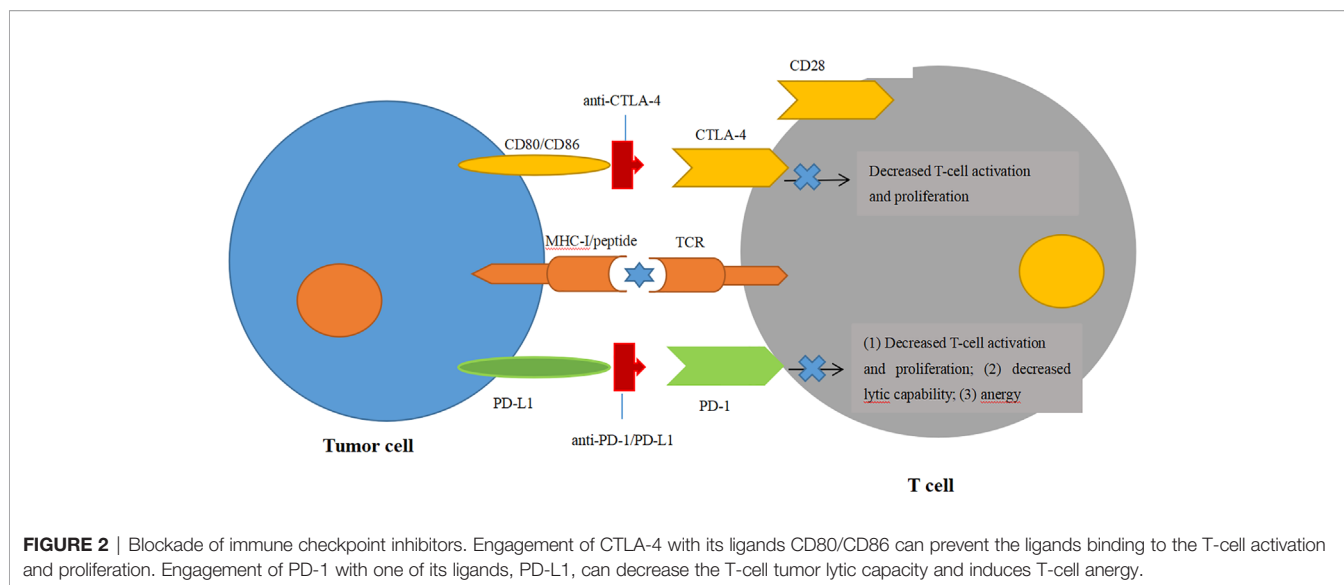 CD28
anti-CTLA-4
CD80/CD86
CTLA-4
Decreased T-cell activation
and proliferation
MHC-I/peptide
TCR
(1) Decreased T-cell activation
and proliferation; (2) decreased
lytic capability; (3) anergy
PD-L1
PD-1
anti-PD-1/PD-L1
Tumor cell
T cell
FIGURE 2 | Blockade of immune checkpoint inhibitors. Engagement of CTLA-4 with its ligands CD80/CD86 can prevent the ligands binding to the T-cell activation
and proliferation. Engagement of PD-1 with one of its ligands, PD-L1, can decrease the T-cell tumor lytic capacity and induces T-cell anergy.